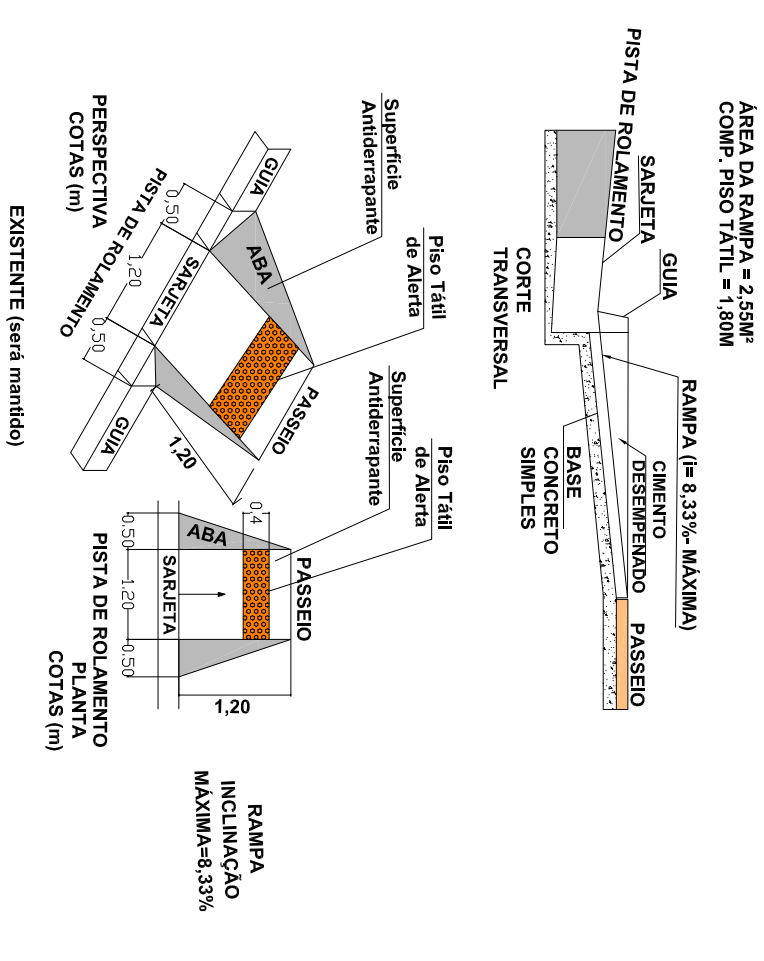 ÁREA DA RAMPA = 2,55M²
COMP. PISO TÁTIL = 1,80M
PISTA DE ROLAMENTO
SARJETA
GUIA
RAMPA (i= 8,33%- MÁXIMA)
CIMENTO
DESEMPENADO
PASSEIO
BASE
CONCRETO
SIMPLES
CORTE
TRANSVERSAL
Superfície
Antiderrapante
Piso Tátil
de Alerta
GUIA
ABA
0,50
1,20
0,50
SARJETA
PISTA DE ROLAMENTO
PASSEIO
GUIA
1,20
PERSPECTIVA
COTAS (m)
Piso Tátil
de Alerta
Superfície
Antiderrapante
0,4
ABA
PASSEIO
SARJETA
0,50
1,20
0,50
1,20
PISTA DE ROLAMENTO
PLANTA
COTAS (m)
RAMPA
INCLINAÇÃO
MÁXIMA=8,33%
EXISTENTE (será mantido)